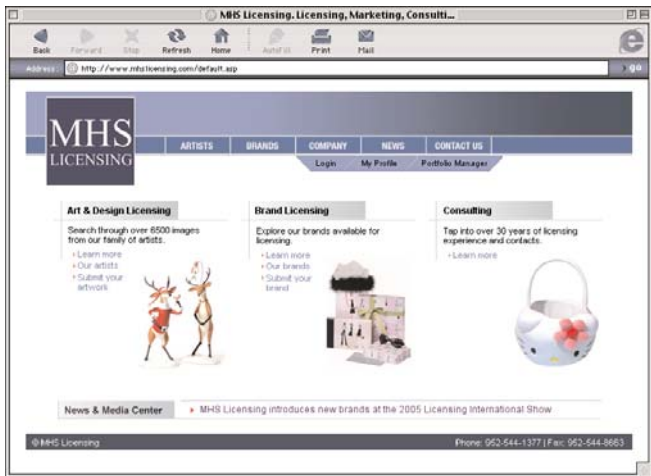 MHS Licensing. Licensing, Marketing, Consulti...
Back Forward Stop Refresh Home AutoFill Print Mail
Address: http://www.mhslicensing.com/default.asp go
MHS
LICENSING
ARTISTS BRANDS COMPANY NEWS CONTACT US
Login My Profile Portfolio Manager
Art & Design Licensing
Search through over 6500 images
from our family of artists.
Learn more
Our artists
Submit your
artwork
Brand Licensing
Explore our brands available for
licensing.
Learn more
Our brands
Submit your
brand
Consulting
Tap into over 30 years of licensing
experience and contacts.
Learn more
News & Media Center MHS Licensing introduces new brands at the 2005 Licensing International Show
© MHS Licensing Phone: 952-544-1377 | Fax: 952-544-8663